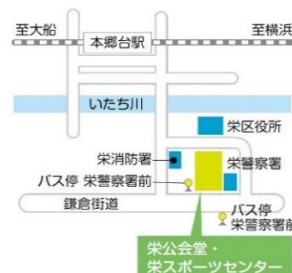 至大船
至横浜
本郷台駅
いたち川
栄区役所
栄消防署
栄警察署
バス停 栄警察署前
鎌倉街道
バス停
栄警察署前
栄公会堂・
栄スポーツセンター